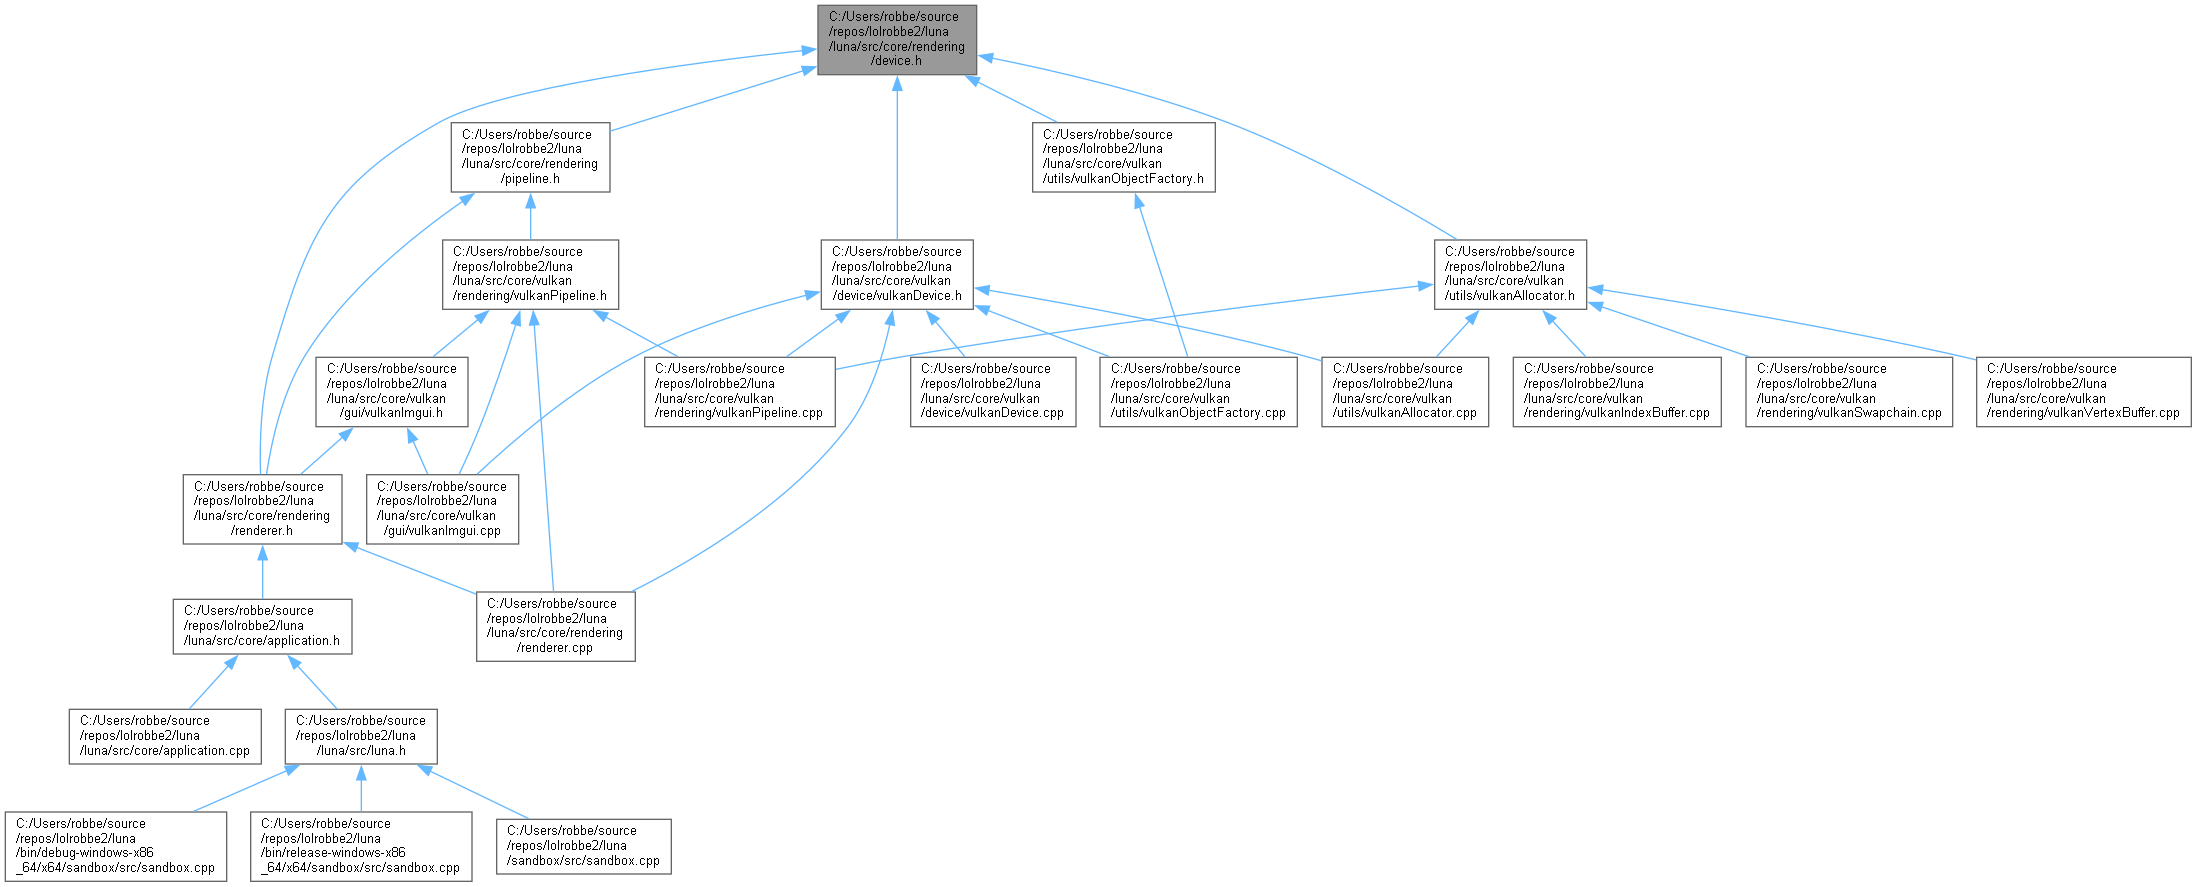 C:/Users/robbe/source
/repos/lolrobbe2/luna
/luna/src/core/rendering
/device.h
C:/Users/robbe/source
/repos/lolrobbe2/luna
/luna/src/core/rendering
/pipeline.h
C:/Users/robbe/source
/repos/lolrobbe2/luna
/luna/src/core/vulkan
/utils/vulkanObjectFactory.h
C:/Users/robbe/source
/repos/lolrobbe2/luna
/luna/src/core/vulkan
/rendering/vulkanPipeline.h
C:/Users/robbe/source
/repos/lolrobbe2/luna
/luna/src/core/vulkan
/device/vulkanDevice.h
C:/Users/robbe/source
/repos/lolrobbe2/luna
/luna/src/core/vulkan
/utils/vulkanAllocator.h
C:/Users/robbe/source
/repos/lolrobbe2/luna
/luna/src/core/vulkan
/gui/vulkanImgui.h
C:/Users/robbe/source
/repos/lolrobbe2/luna
/luna/src/core/vulkan
/rendering/vulkanPipeline.cpp
C:/Users/robbe/source
/repos/lolrobbe2/luna
/luna/src/core/vulkan
/device/vulkanDevice.cpp
C:/Users/robbe/source
/repos/lolrobbe2/luna
/luna/src/core/vulkan
/utils/vulkanObjectFactory.cpp
C:/Users/robbe/source
/repos/lolrobbe2/luna
/luna/src/core/vulkan
/utils/vulkanAllocator.cpp
C:/Users/robbe/source
/repos/lolrobbe2/luna
/luna/src/core/vulkan
/rendering/vulkanIndexBuffer.cpp
C:/Users/robbe/source
/repos/lolrobbe2/luna
/luna/src/core/vulkan
/rendering/vulkanSwapchain.cpp
C:/Users/robbe/source
/repos/lolrobbe2/luna
/luna/src/core/vulkan
/rendering/vulkanVertexBuffer.cpp
C:/Users/robbe/source
/repos/lolrobbe2/luna
/luna/src/core/rendering
/renderer.h
C:/Users/robbe/source
/repos/lolrobbe2/luna
/luna/src/core/vulkan
/gui/vulkanImgui.cpp
C:/Users/robbe/source
/repos/lolrobbe2/luna
/luna/src/core/application.h
C:/Users/robbe/source
/repos/lolrobbe2/luna
/luna/src/core/rendering
/renderer.cpp
C:/Users/robbe/source
/repos/lolrobbe2/luna
/luna/src/core/application.cpp
C:/Users/robbe/source
/repos/lolrobbe2/luna
/luna/src/luna.h
C:/Users/robbe/source
/repos/lolrobbe2/luna
/bin/debug-windows-x86
_64/x64/sandbox/src/sandbox.cpp
C:/Users/robbe/source
/repos/lolrobbe2/luna
/bin/release-windows-x86
_64/x64/sandbox/src/sandbox.cpp
C:/Users/robbe/source
/repos/lolrobbe2/luna
/sandbox/src/sandbox.cpp